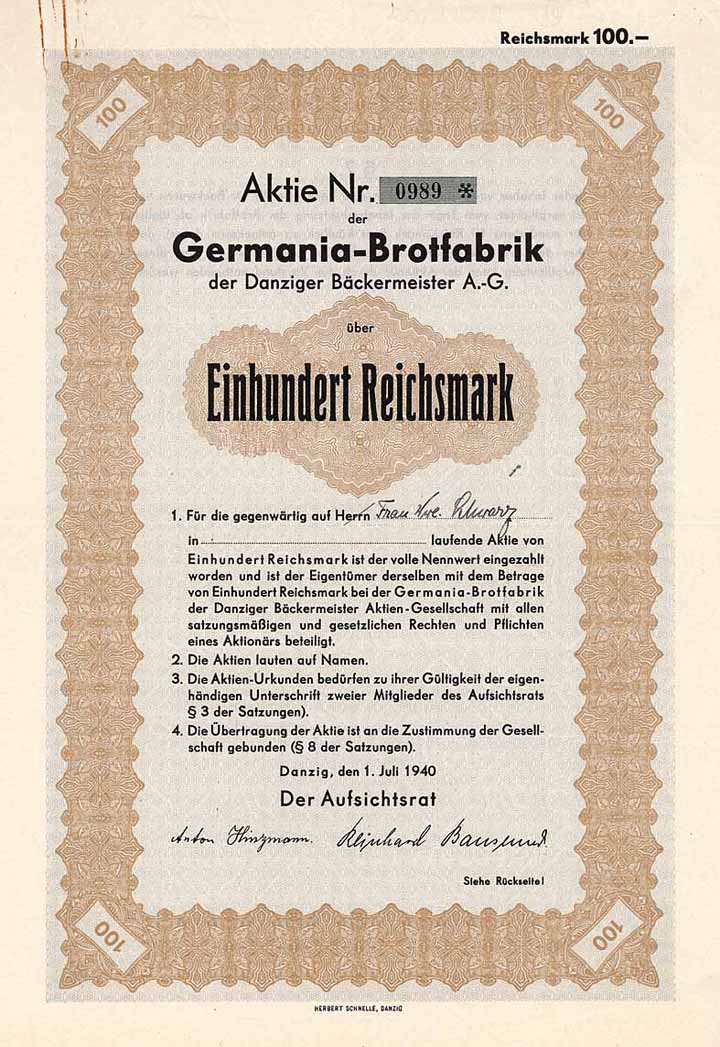 Reichsmark 100.—
100
100
Aktie Nr. 0989 *
der
Germania-Brotfabrik
der Danziger Bäckermeister A.-G.
über
Einhundert Reichsmark
1. Für die gegenwärtig auf Herrn Frau Wwe. Schwarz
in laufende Aktie von
Einhundert Reichsmark ist der volle Nennwert eingezahlt
worden und ist der Eigentümer derselben mit dem Betrage
von Einhundert Reichsmark bei der Germania-Brotfabrik
der Danziger Bäckermeister Aktien-Gesellschaft mit allen
satzungsmäßigen und gesetzlichen Rechten und Pflichten
eines Aktionärs beteiligt.
2. Die Aktien lauten auf Namen.
3. Die Aktien-Urkunden bedürfen zu ihrer Gültigkeit der eigen-
händigen Unterschrift zweier Mitglieder des Aufsichtsrats
§ 3 der Satzungen).
4. Die Übertragung der Aktie ist an die Zustimmung der Gesell-
schaft gebunden (§ 8 der Satzungen).
Danzig, den 1. Juli 1940
Der Aufsichtsrat
Anton Hinzmann. Reinhard
Siehe Rückseite!
100
100
HERBERT SCHNELLE, DANZIG